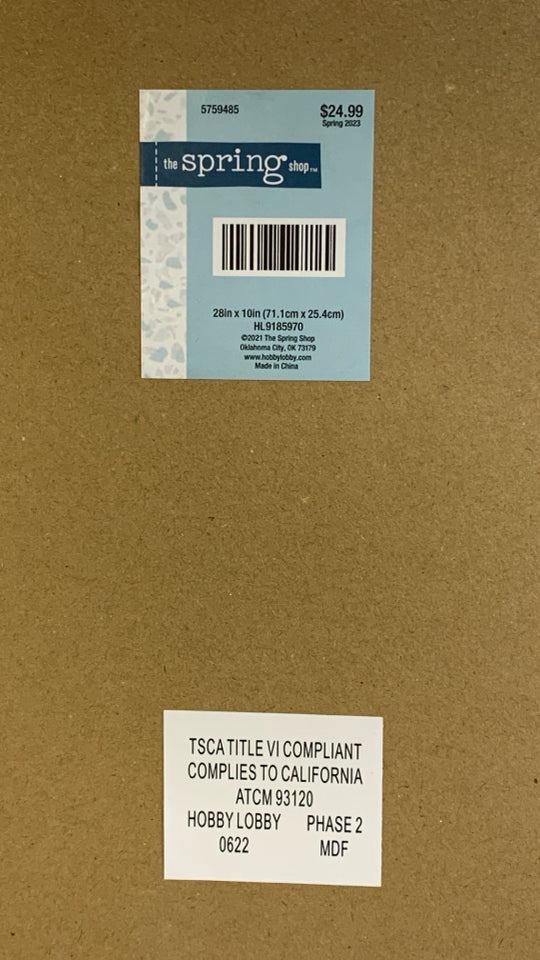 5759485 $24.99
Spring 2023
the spring shop™
28in x 10in (71.1cm x 25.4cm)
HL9185970
©2021 The Spring Shop
Oklahoma City, OK 73179
www.hobbylobby.com
Made in China
TSCA TITLE VI COMPLIANT
COMPLIES TO CALIFORNIA
ATCM 93120
HOBBY LOBBY PHASE 2
0622 MDF